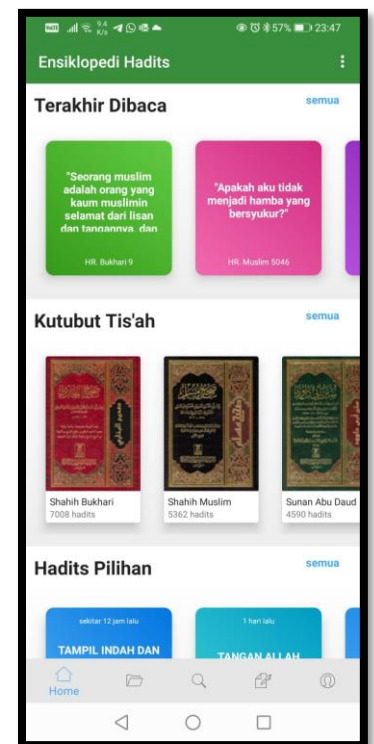 9.4
K/s
57%
23:47
Ensiklopedi Hadits
Terakhir Dibaca
semua
"Seorang muslim
adalah orang yang
kaum muslimin
selamat dari lisan
dan tangannya, dan
HR. Bukhari 9
"Apakah aku tidak
menjadi hamba yang
bersyukur?"
HR. Muslim 5046
Kutubut Tis'ah
semua
Shahih Bukhari
7008 hadits
Shahih Muslim
5362 hadits
Sunan Abu Daud
4590 hadits
Hadits Pilihan
semua
sekitar 12 jam lalu
TAMPIL INDAH DAN
1 hari lalu
TANGAN ALLAH
Home